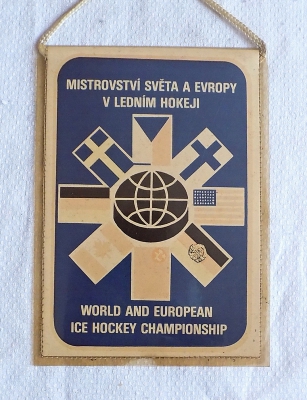 MISTROVSTVÍ SVĚTA A EVROPY
V LEDNÍM HOKEJI
WORLD AND EUROPEAN
ICE HOCKEY CHAMPIONSHIP